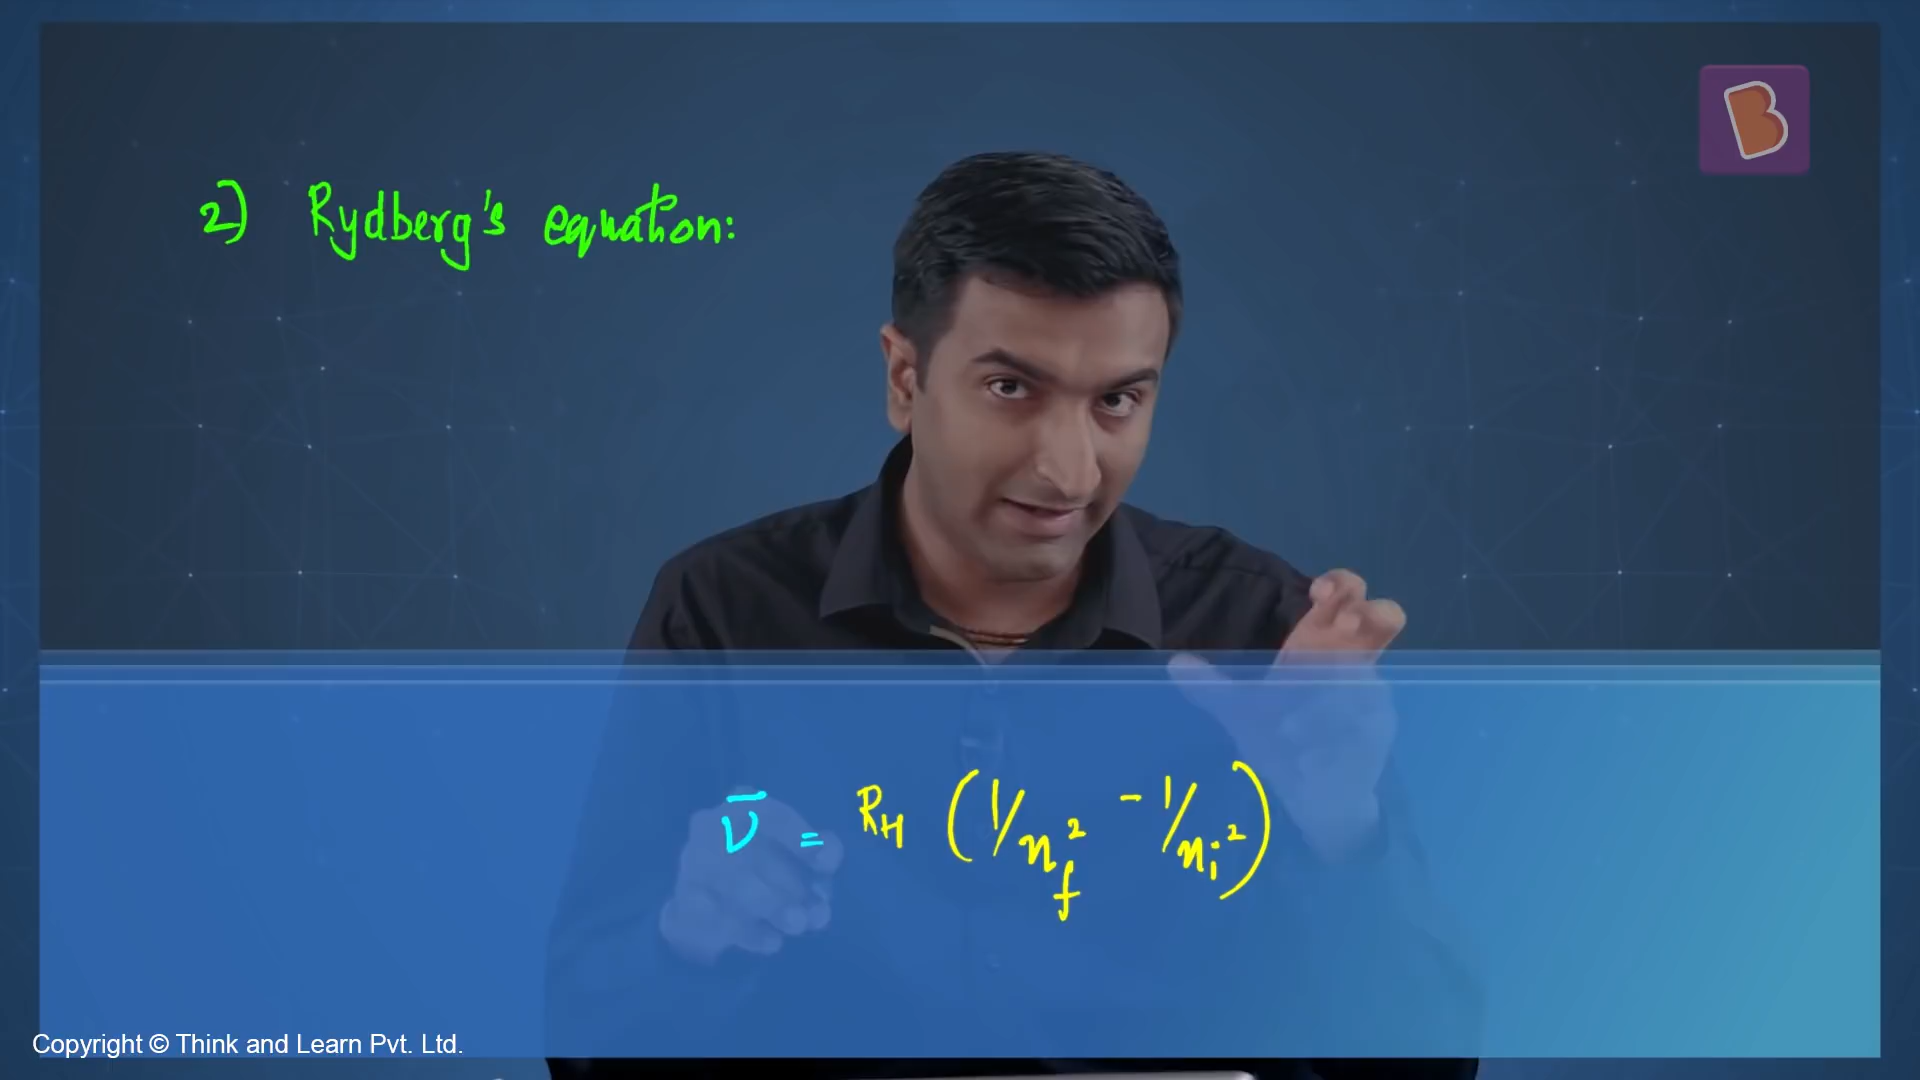 2) Rydberg's equation:
B
ν̄ = R_H (1/n_f² - 1/n_i²)
Copyright © Think and Learn Pvt. Ltd.